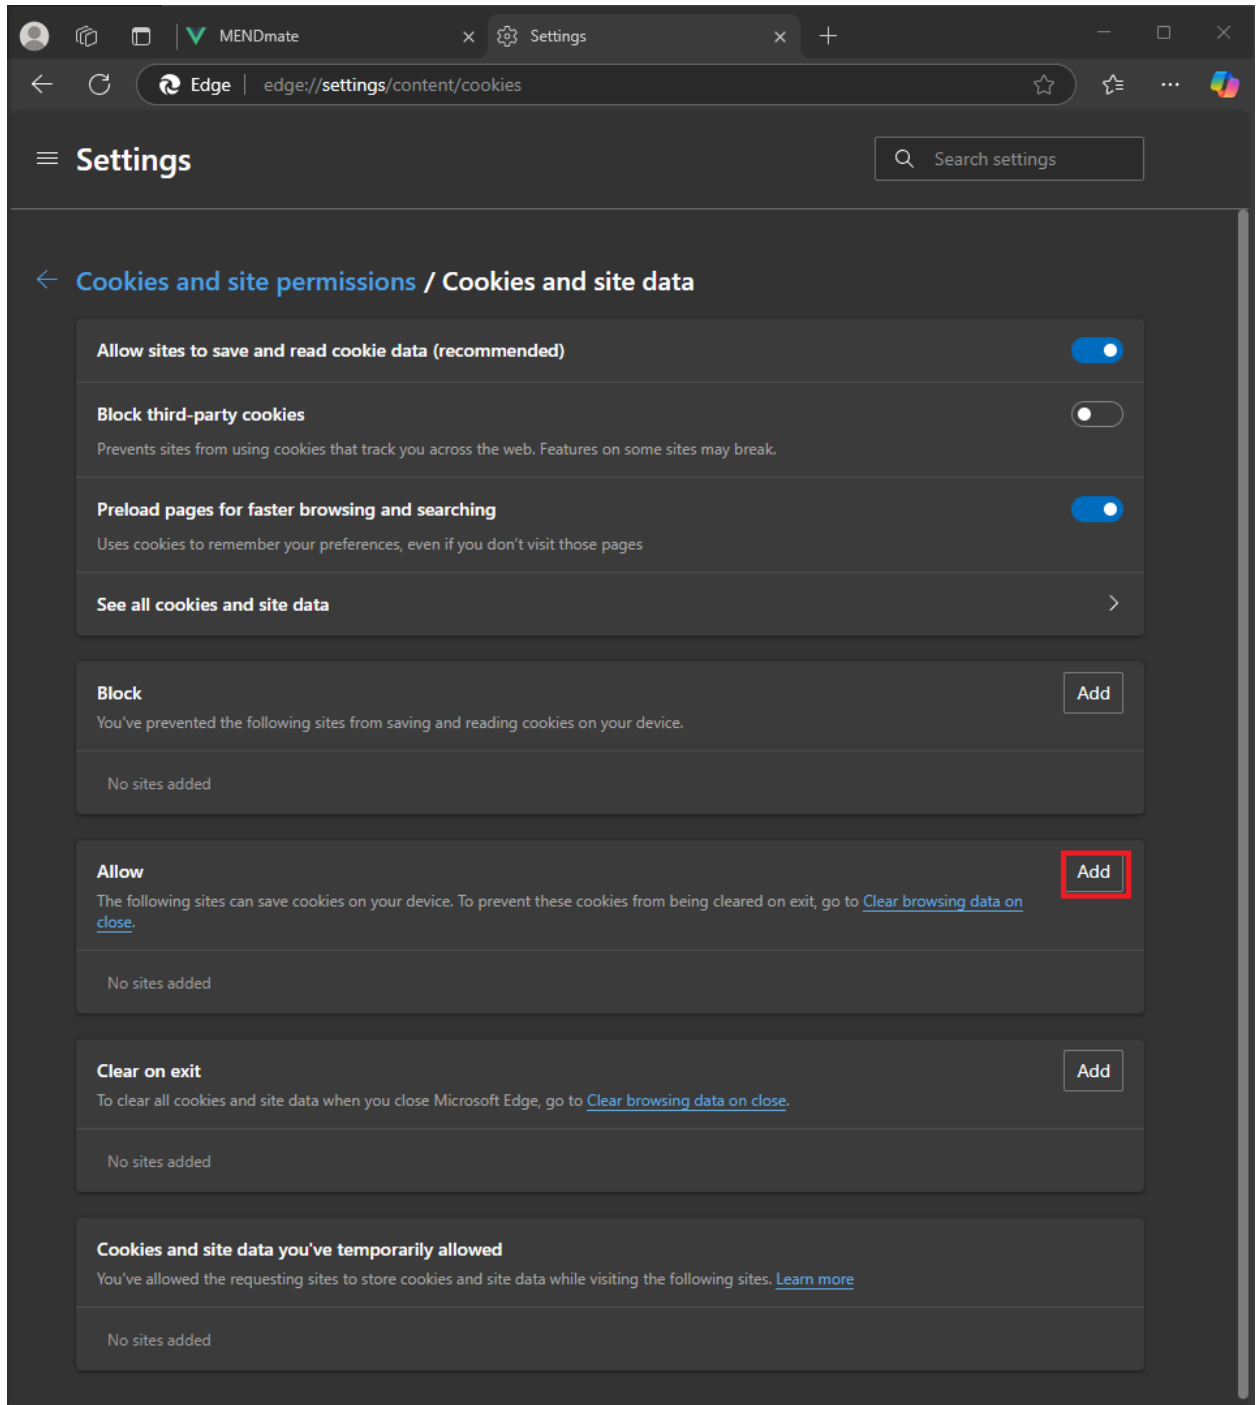 MENDmate
Settings
Edge
edge://settings/content/cookies
Settings
Search settings
Cookies and site permissions / Cookies and site data
Allow sites to save and read cookie data (recommended)
Block third-party cookies
Prevents sites from using cookies that track you across the web. Features on some sites may break.
Preload pages for faster browsing and searching
Uses cookies to remember your preferences, even if you don't visit those pages
See all cookies and site data
Block
Add
You've prevented the following sites from saving and reading cookies on your device.
No sites added
Allow
Add
The following sites can save cookies on your device. To prevent these cookies from being cleared on exit, go to Clear browsing data on
close.
No sites added
Clear on exit
Add
To clear all cookies and site data when you close Microsoft Edge, go to Clear browsing data on close.
No sites added
Cookies and site data you've temporarily allowed
You've allowed the requesting sites to store cookies and site data while visiting the following sites. Learn more
No sites added